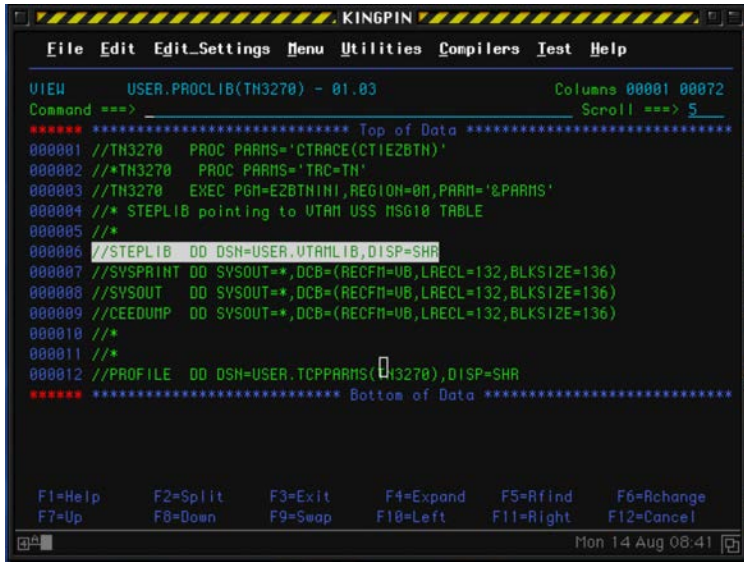 KINGPIN
File Edit Edit_Settings Menu Utilities Compilers Test Help
VIEW USER.PROCLIB(TN3270) - 01.03 Columns 00001 00072
Command ===> _ Scroll ===> 5
****** ***************************** Top of Data ******************************
000001 //TN3270 PROC PARMS='CTRACE(CTIEZBTN)'
000002 //*TN3270 PROC PARMS='TRC=TN'
000003 //TN3270 EXEC PGM=EZBTNINI,REGION=0M,PARM='&PARMS'
000004 //* STEPLIB pointing to VTAM USS MSG10 TABLE
000005 //*
000006 //STEPLIB DD DSN=USER.VTAMLIB,DISP=SHR
000007 //SYSPRINT DD SYSOUT=*,DCB=(RECFM=VB,LRECL=132,BLKSIZE=136)
000008 //SYSOUT DD SYSOUT=*,DCB=(RECFM=VB,LRECL=132,BLKSIZE=136)
000009 //CEEDUMP DD SYSOUT=*,DCB=(RECFM=VB,LRECL=132,BLKSIZE=136)
000010 //*
000011 //*
000012 //PROFILE DD DSN=USER.TCPPARMS(TN3270),DISP=SHR
****** **************************** Bottom of Data ****************************
F1=Help F2=Split F3=Exit F4=Expand F5=Rfind F6=Rchange
F7=Up F8=Down F9=Swap F10=Left F11=Right F12=Cancel
4 A Mon 14 Aug 08:41